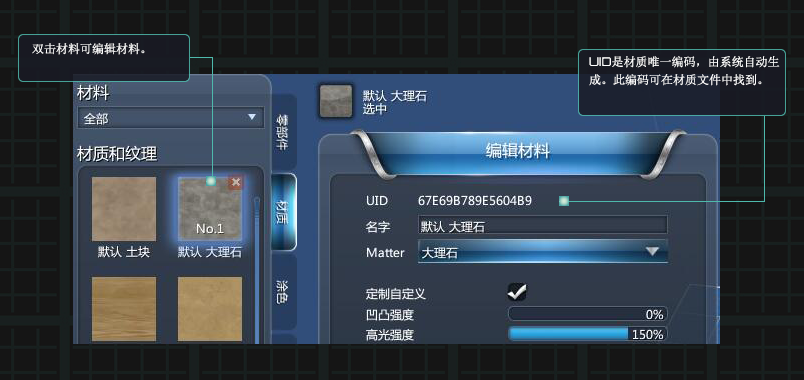 双击材料可编辑材料。
UID是材质唯一编码，由系统自动生
成。此编码可在材质文件中找到。
材料
全部
材质和纹理
No.1
默认 土块
默认 大理石
零部件
材质
涂色
默认 大理石
选中
编辑材料
UID 67E69B789E5604B9
名字 默认 大理石
Matter 大理石
定制自定义
凹凸强度 0%
高光强度 150%